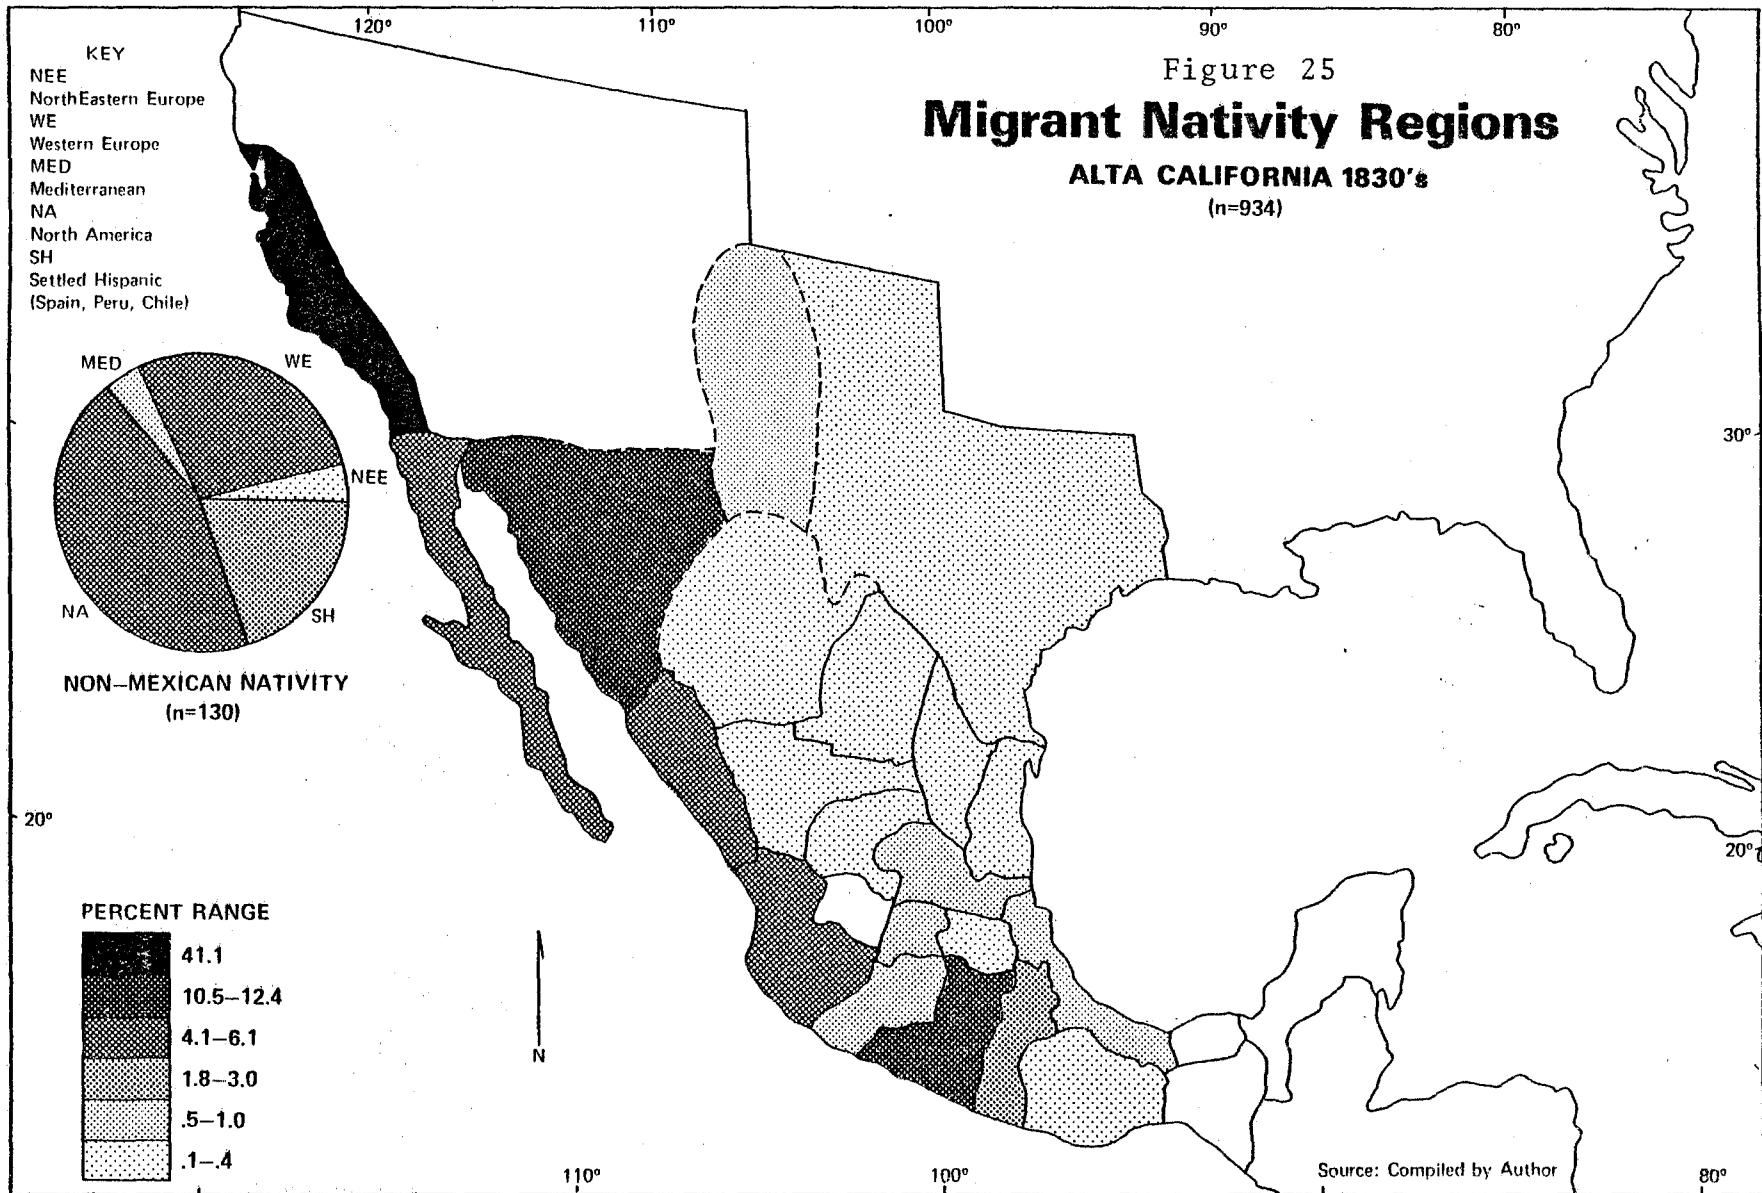 120°
110°
100°
90°
80°
KEY
NEE
NorthEastern Europe
WE
Western Europe
MED
Mediterranean
NA
North America
SH
Settled Hispanic
(Spain, Peru, Chile)
Figure 25
Migrant Nativity Regions
ALTA CALIFORNIA 1830's
(n=934)
MED
WE
NEE
NA
SH
NON–MEXICAN NATIVITY
(n=130)
30°
20°
20°
PERCENT RANGE
41.1
10.5–12.4
4.1–6.1
1.8–3.0
.5–1.0
.1–.4
N
110°
100°
Source: Compiled by Author
80°